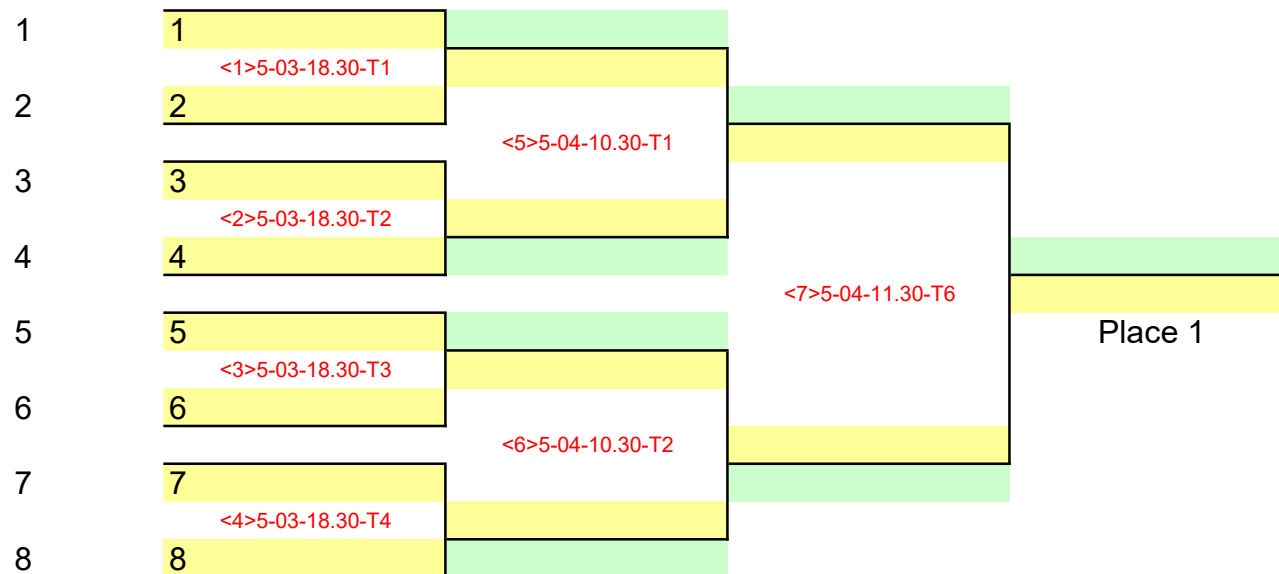 1 1
<1>5-03-18.30-T1
2 2
<5>5-04-10.30-T1
3 3
<2>5-03-18.30-T2
4 4
<7>5-04-11.30-T6
5 5
Place 1
<3>5-03-18.30-T3
6 6
<6>5-04-10.30-T2
7 7
<4>5-03-18.30-T4
8 8